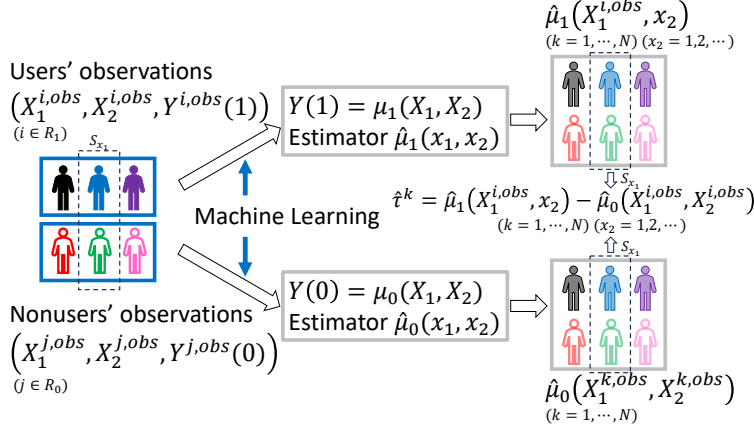 Users' observations
(X₁^{i,obs}, X₂^{i,obs}, Y^{i,obs}(1))
(i ∈ R₁)
S_{x₁}
Nonusers' observations
(X₁^{j,obs}, X₂^{j,obs}, Y^{j,obs}(0))
(j ∈ R₀)
Machine Learning
Y(1) = μ₁(X₁, X₂)
Estimator μ̂₁(x₁, x₂)
Y(0) = μ₀(X₁, X₂)
Estimator μ̂₀(x₁, x₂)
μ̂₁(X₁^{i,obs}, x₂)
(k = 1, ⋯, N) (x₂ = 1,2, ⋯)
S_{x₁}
τ̂^k = μ̂₁(X₁^{i,obs}, x₂) − μ̂₀(X₁^{i,obs}, X₂^{i,obs})
(k = 1, ⋯, N) (x₂ = 1,2, ⋯)
S_{x₁}
μ̂₀(X₁^{k,obs}, X₂^{k,obs})
(k = 1, ⋯, N)